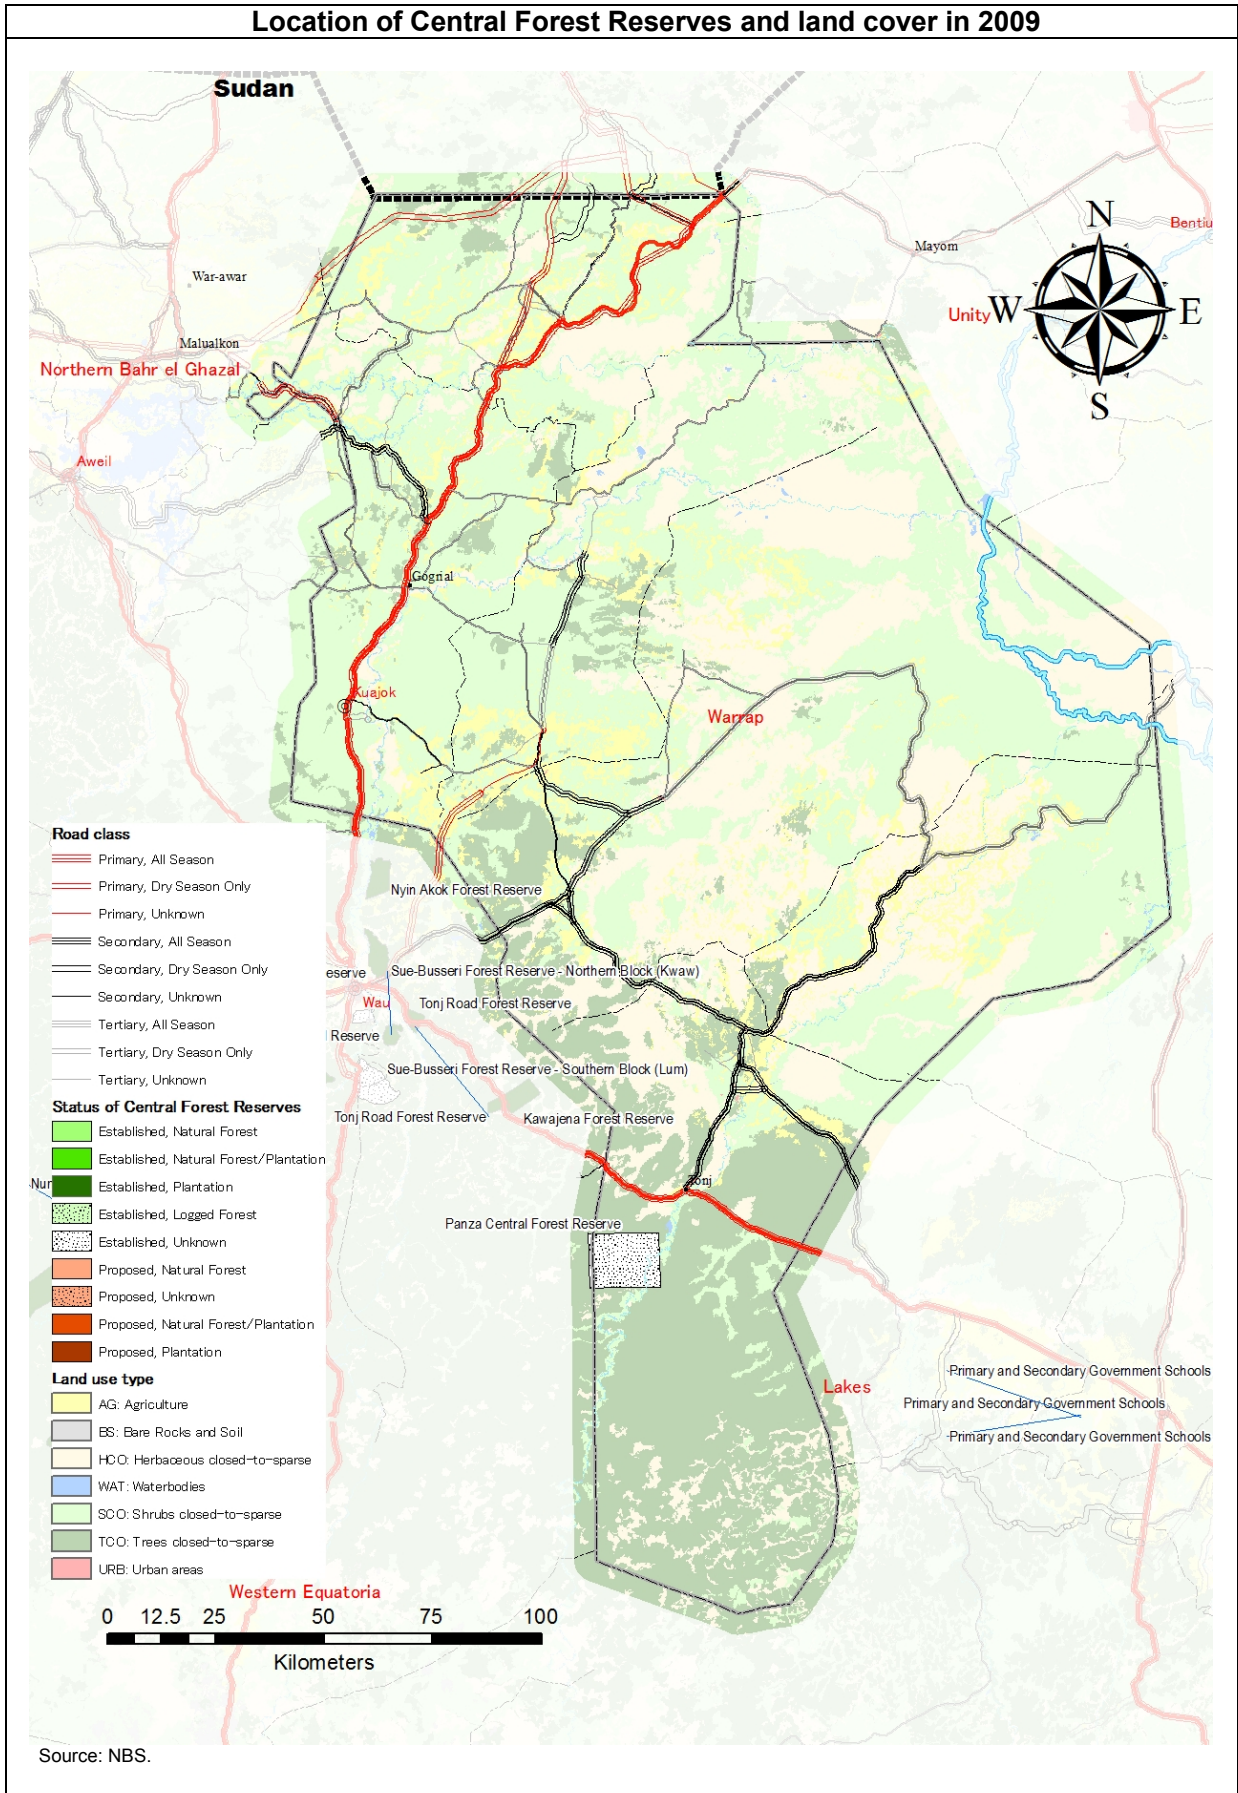 Location of Central Forest Reserves and land cover in 2009
Sudan
N
W
E
S
Bentiu
Mayom
War-awar
Unity
Malualkon
Northern Bahr el Ghazal
Aweil
Gogrial
Kuajok
Warrap
Nyin Akok Forest Reserve
eserve
Sue-Busseri Forest Reserve - Northern Block (Kwaw)
Wau
Tonj Road Forest Reserve
Reserve
Sue-Busseri Forest Reserve - Southern Block (Lum)
Tonj Road Forest Reserve
Kawajena Forest Reserve
Tonj
Nur
Panza Central Forest Reserve
Lakes
Primary and Secondary Government Schools
Primary and Secondary Government Schools
Primary and Secondary Government Schools
Road class
Primary, All Season
Primary, Dry Season Only
Primary, Unknown
Secondary, All Season
Secondary, Dry Season Only
Secondary, Unknown
Tertiary, All Season
Tertiary, Dry Season Only
Tertiary, Unknown
Status of Central Forest Reserves
Established, Natural Forest
Established, Natural Forest/Plantation
Established, Plantation
Established, Logged Forest
Established, Unknown
Proposed, Natural Forest
Proposed, Unknown
Proposed, Natural Forest/Plantation
Proposed, Plantation
Land use type
AG: Agriculture
BS: Bare Rocks and Soil
HCO: Herbaceous closed-to-sparse
WAT: Waterbodies
SCO: Shrubs closed-to-sparse
TCO: Trees closed-to-sparse
URB: Urban areas
Western Equatoria
0 12.5 25 50 75 100
Kilometers
Source: NBS.